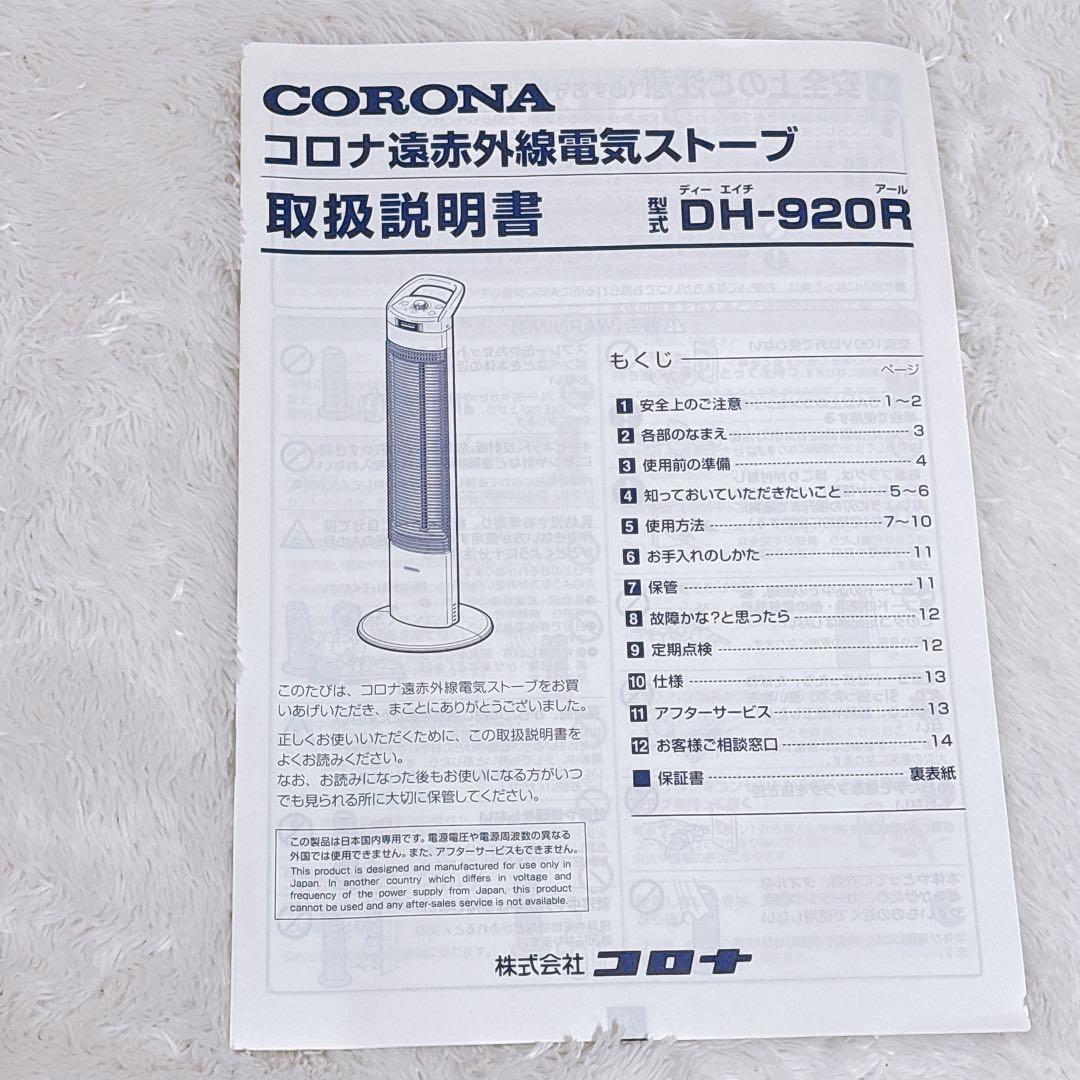 CORONA
コロナ遠赤外線電気ストーブ
取扱説明書
型式
ディー エイチ アール
DH-920R
もくじ
ページ
1 安全上のご注意 1〜2
2 各部のなまえ 3
3 使用前の準備 4
4 知っておいていただきたいこと 5〜6
5 使用方法 7〜10
6 お手入れのしかた 11
7 保管 11
8 故障かな?と思ったら 12
9 定期点検 12
10 仕様 13
11 アフターサービス 13
12 お客様ご相談窓口 14
■ 保証書 裏表紙
このたびは、コロナ遠赤外線電気ストーブをお買
いあげいただき、まことにありがとうございました。
正しくお使いいただくために、この取扱説明書を
よくお読みください。
なお、お読みになった後もお使いになる方がいつ
でも見られる所に大切に保管してください。
この製品は日本国内専用です。電源電圧や電源周波数の異なる
外国では使用できません。また、アフターサービスもできません。
This product is designed and manufactured for use only in
Japan. In another country which differs in voltage and
frequency of the power supply from Japan, this product
cannot be used and any after-sales service is not available.
株式会社 コロナ